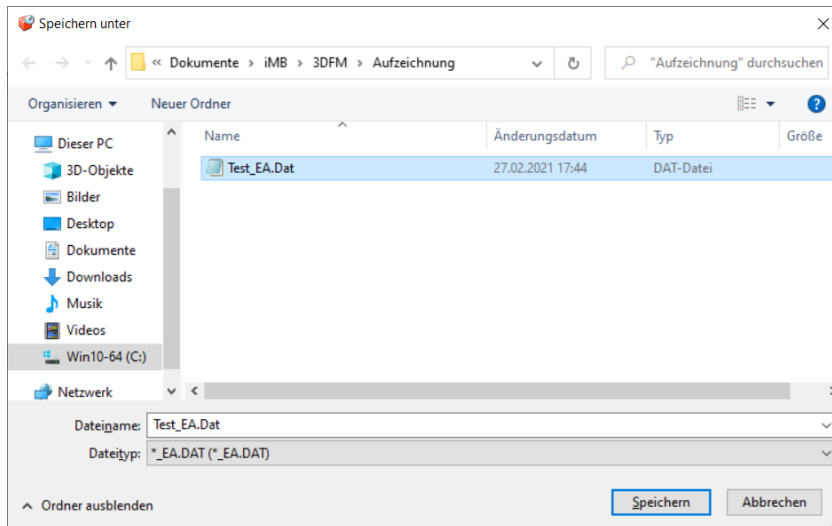 Speichern unter
« Dokumente › iMB › 3DFM › Aufzeichnung
"Aufzeichnung" durchsuchen
Organisieren
Neuer Ordner
Name Änderungsdatum Typ Größe
Test_EA.Dat 27.02.2021 17:44 DAT-Datei
Dieser PC
3D-Objekte
Bilder
Desktop
Dokumente
Downloads
Musik
Videos
Win10-64 (C:)
Netzwerk
Dateiname: Test_EA.Dat
Dateityp: *_EA.DAT (*_EA.DAT)
Ordner ausblenden
Speichern Abbrechen